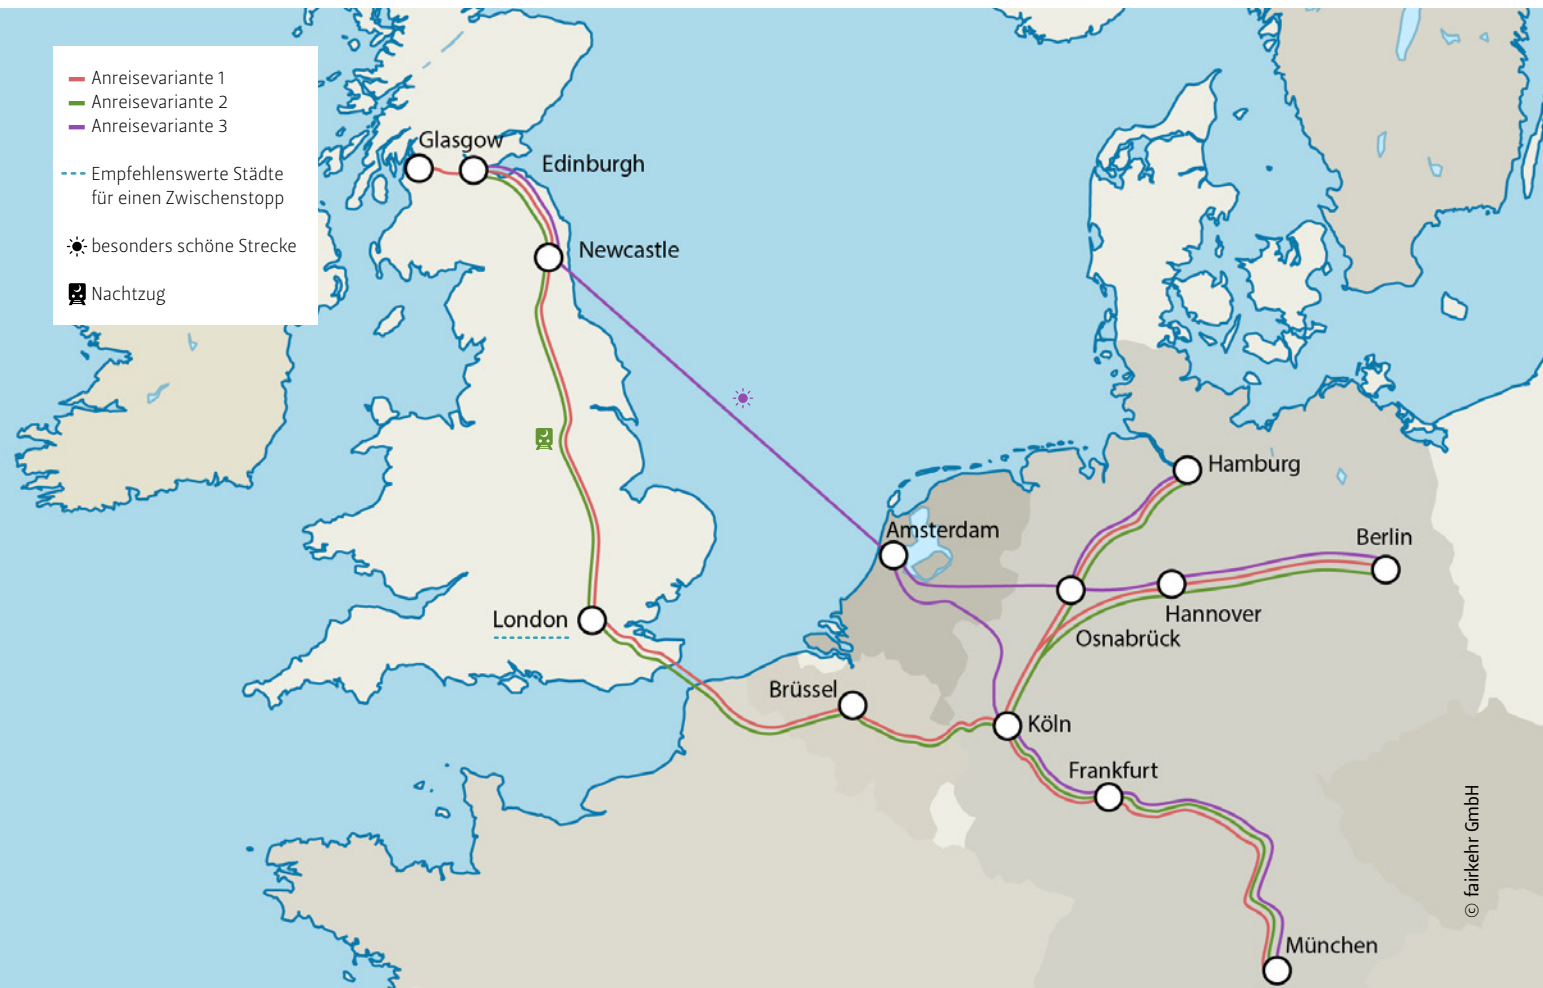 Anreisevariante 1
Anreisevariante 2
Anreisevariante 3
Empfehlenswerte Städte
für einen Zwischenstopp
besonders schöne Strecke
Nachtzug
Glasgow
Edinburgh
Newcastle
Hamburg
Amsterdam
Berlin
Hannover
London
Osnabrück
Brüssel
Köln
Frankfurt
München
© fairkehr GmbH